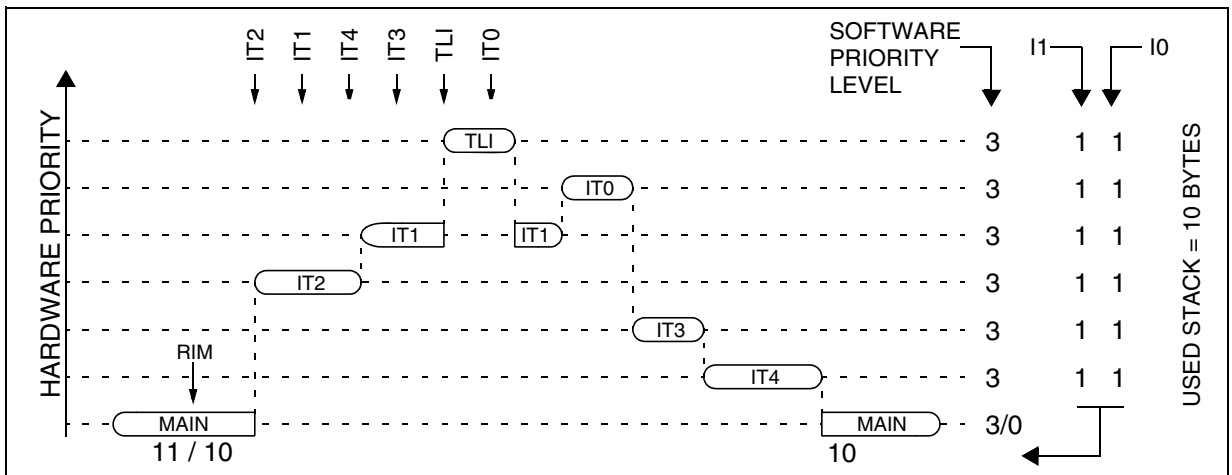 IT2
IT1
IT4
IT3
TLI
IT0
SOFTWARE
PRIORITY
LEVEL
I1
I0
HARDWARE PRIORITY
TLI
3
1 1
IT0
3
1 1
IT1
IT1
3
1 1
IT2
3
1 1
RIM
IT3
3
1 1
IT4
3
1 1
MAIN
MAIN
3/0
11 / 10
10
USED STACK = 10 BYTES